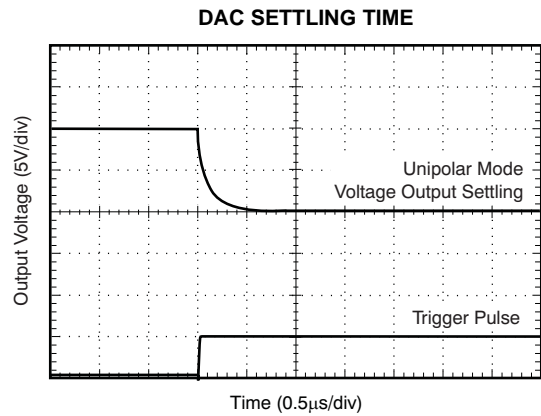 DAC SETTLING TIME
Output Voltage (5V/div)
Unipolar Mode
Voltage Output Settling
Trigger Pulse
Time (0.5μs/div)